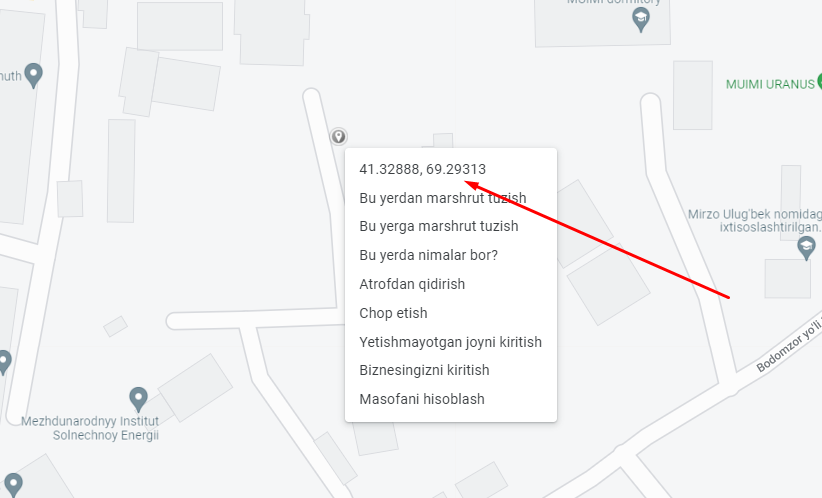 MUIMI dormitory
MUIMI URANUS
41.32888, 69.29313
Bu yerdan marshrut tuzish
Bu yerga marshrut tuzish
Bu yerda nimalar bor?
Atrofdan qidirish
Chop etish
Yetishmayotgan joyni kiritish
Biznesingizni kiritish
Masofani hisoblash
Mirzo Ulug'bek nomidag
ixtisoslashtirilgan.
Bodomzor yo'li
Mezhdunarodnyy Institut
Solnechnoy Energii